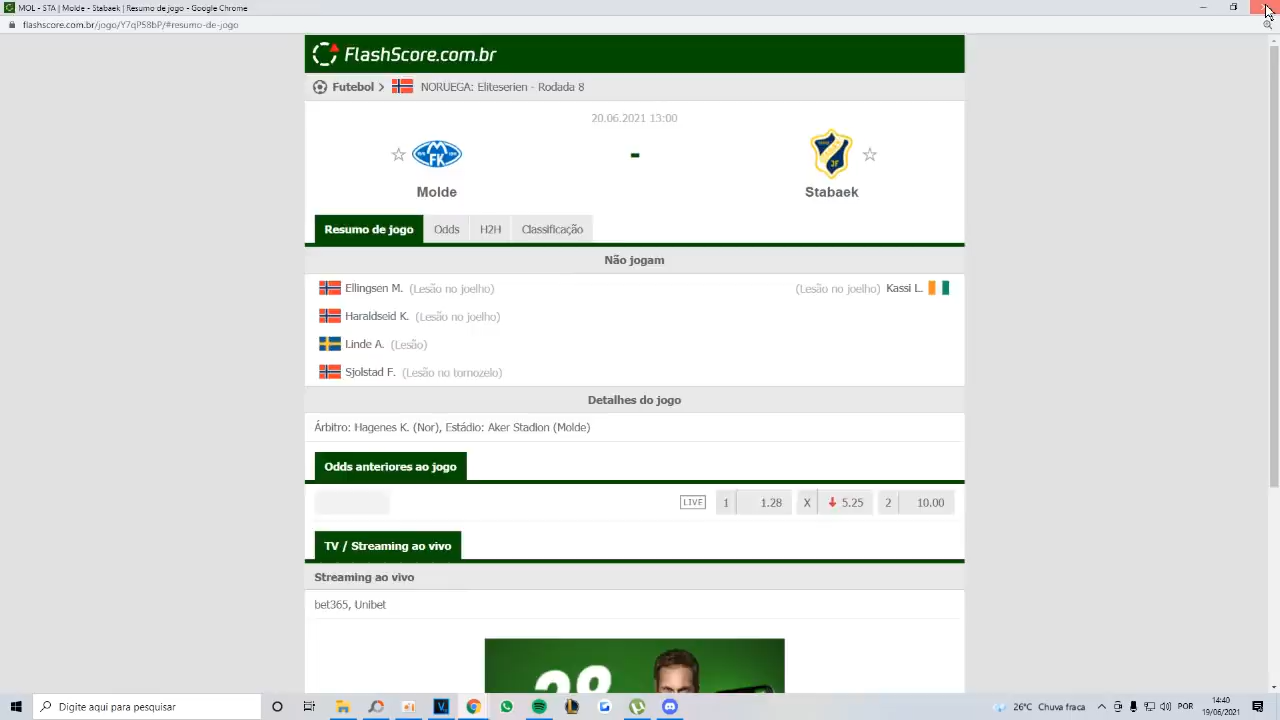 MOL - STA | Molde - Stabaek | Resumo de jogo - Google Chrome
flashscore.com.br/jogo/Y7qP58bP/#resumo-de-jogo
FlashScore.com.br
Futebol > NORUEGA: Eliteserien - Rodada 8
20.06.2021 13:00
MFK
-
JF
Molde
Stabaek
Resumo de jogo Odds H2H Classificação
Não jogam
Ellingsen M. (Lesão no joelho) (Lesão no joelho) Kassi L.
Haraldseid K. (Lesão no joelho)
Linde A. (Lesão)
Sjolstad F. (Lesão no tornozelo)
Detalhes do jogo
Árbitro: Hagenes K. (Nor), Estádio: Aker Stadion (Molde)
Odds anteriores ao jogo
LIVE 1 1.28 X 5.25 2 10.00
TV / Streaming ao vivo
Streaming ao vivo
bet365, Unibet
Digite aqui para pesquisar
26°C Chuva fraca
POR
14:40
19/06/2021